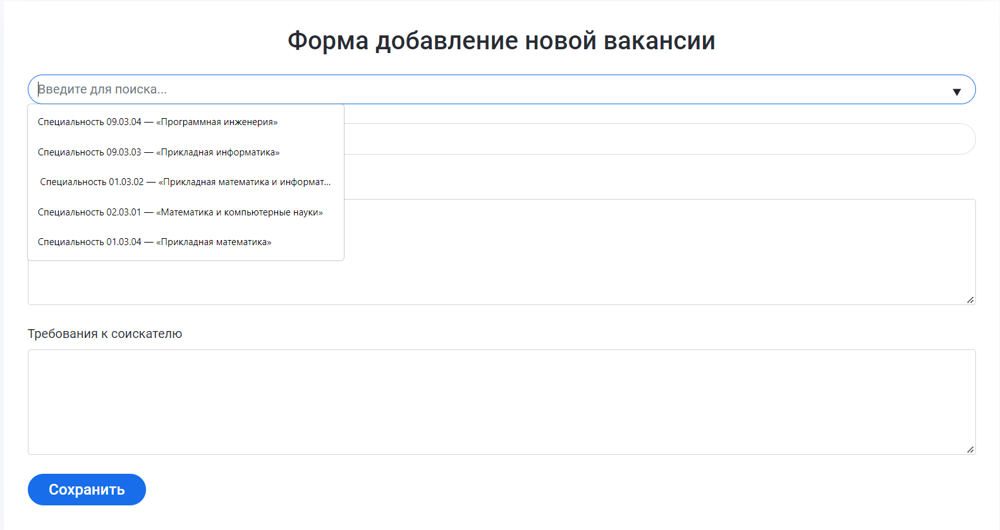 Форма добавление новой вакансии
Введите для поиска...
Специальность 09.03.04 — «Программная инженерия»
Специальность 09.03.03 — «Прикладная информатика»
Специальность 01.03.02 — «Прикладная математика и информат...
Специальность 02.03.01 — «Математика и компьютерные науки»
Специальность 01.03.04 — «Прикладная математика»
Требования к соискателю
Сохранить